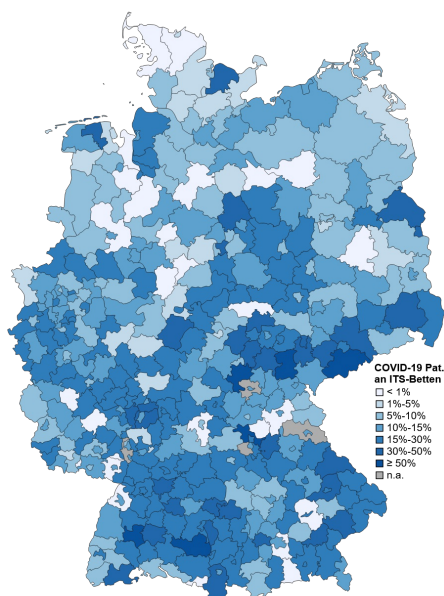 COVID-19 Pat.
an ITS-Betten
< 1%
1%-5%
5%-10%
10%-15%
15%-30%
30%-50%
≥ 50%
n.a.